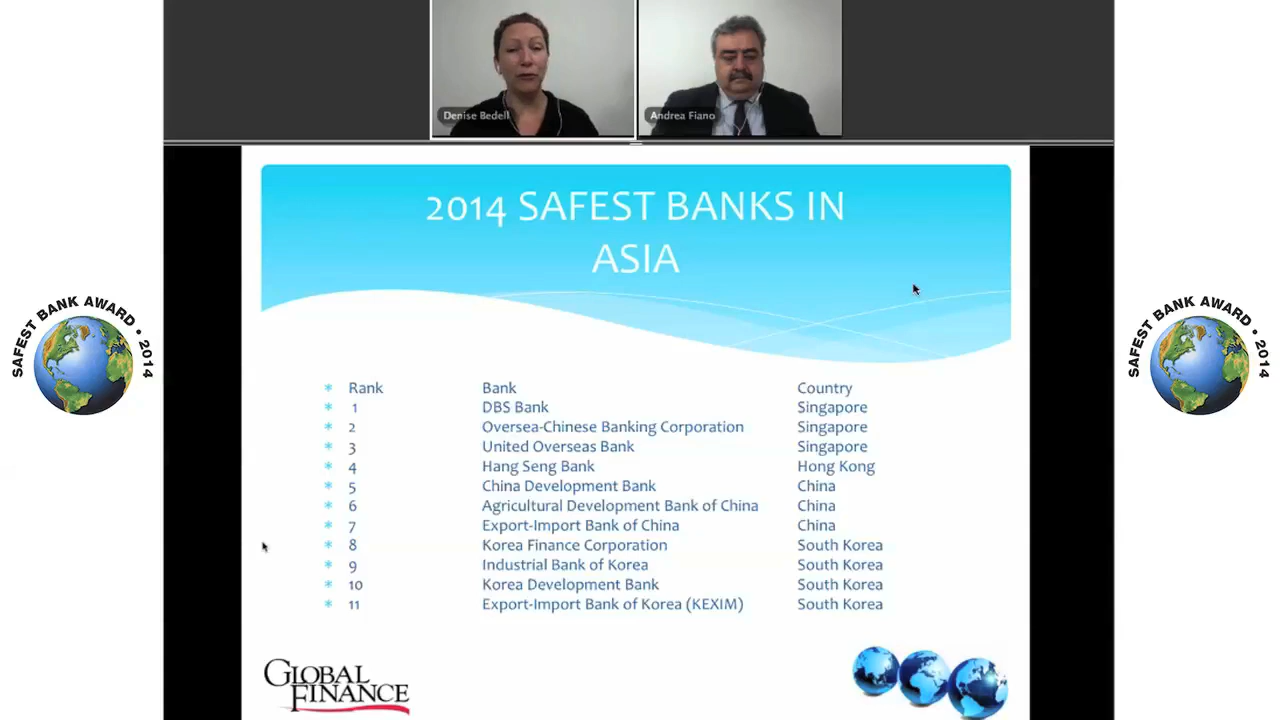 Denise Bedell
Andrea Fiano
2014 SAFEST BANKS IN
ASIA
SAFEST BANK AWARD • 2014
SAFEST BANK AWARD • 2014
* Rank Bank Country
* 1 DBS Bank Singapore
* 2 Oversea-Chinese Banking Corporation Singapore
* 3 United Overseas Bank Singapore
* 4 Hang Seng Bank Hong Kong
* 5 China Development Bank China
* 6 Agricultural Development Bank of China China
* 7 Export-Import Bank of China China
* 8 Korea Finance Corporation South Korea
* 9 Industrial Bank of Korea South Korea
* 10 Korea Development Bank South Korea
* 11 Export-Import Bank of Korea (KEXIM) South Korea
GLOBAL
FINANCE